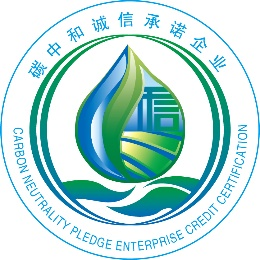 碳中和诚信承诺企业
信
CARBON NEUTRALITY PLEDGE ENTERPRISE CREDIT CERTIFICATION